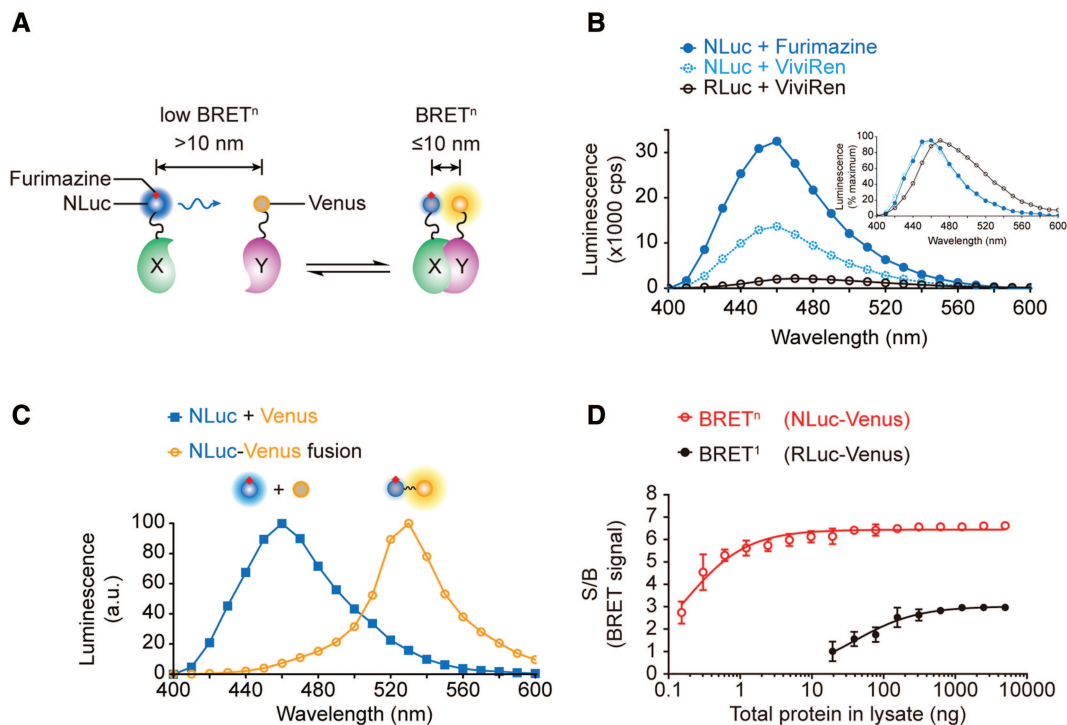 A
low BRETⁿ
>10 nm
BRETⁿ
≤10 nm
Furimazine
NLuc
Venus
X
Y
X
Y
B
NLuc + Furimazine
NLuc + ViviRen
RLuc + ViviRen
Luminescence
(x1000 cps)
30
20
10
0
400 440 480 520 560 600
Wavelength (nm)
Luminescence
(% maximum)
100
80
60
40
20
0
400 440 480 520 560 600
Wavelength (nm)
C
NLuc + Venus
NLuc-Venus fusion
+
Luminescence
(a.u.)
100
80
60
40
20
0
400 440 480 520 560 600
Wavelength (nm)
D
BRETⁿ (NLuc-Venus)
BRET¹ (RLuc-Venus)
S/B
(BRET signal)
8
7
6
5
4
3
2
1
0
0.1 1 10 100 1000 10000
Total protein in lysate (ng)